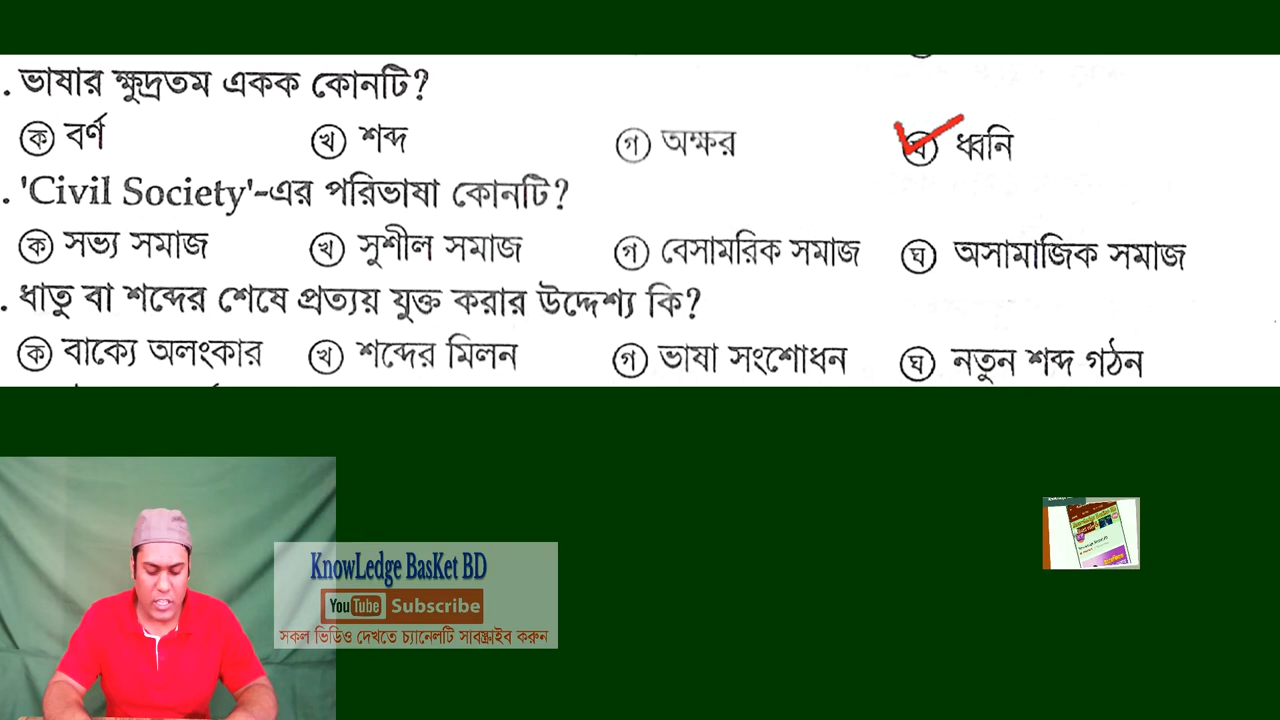 . ভাষার ক্ষুদ্রতম একক কোনটি?
ক বর্ণ খ শব্দ গ অক্ষর ঘ ধ্বনি
. 'Civil Society'-এর পরিভাষা কোনটি?
ক সভ্য সমাজ খ সুশীল সমাজ গ বেসামরিক সমাজ ঘ অসামাজিক সমাজ
. ধাতু বা শব্দের শেষে প্রত্যয় যুক্ত করার উদ্দেশ্য কি?
ক বাক্যে অলংকার খ শব্দের মিলন গ ভাষা সংশোধন ঘ নতুন শব্দ গঠন
KnowLedge BasKet BD
YouTube Subscribe
সকল ভিডিও দেখতে চ্যানেলটি সাবস্ক্রাইব করুন